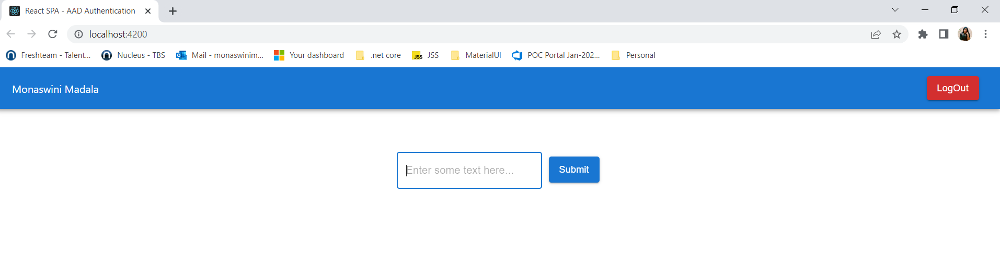 React SPA - AAD Authentication
localhost:4200
Freshteam - Talent... Nucleus - TBS Mail - monaswinim... Your dashboard .net core JSS JSS MaterialUI POC Portal Jan-202... Personal
Monaswini Madala LogOut
Enter some text here... Submit